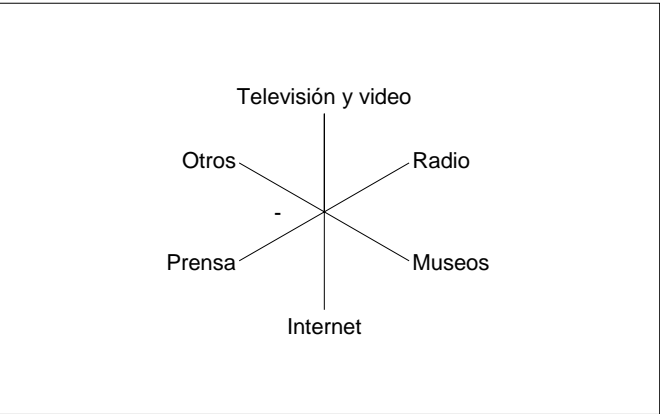 Televisión y video
Otros
Radio
-
Prensa
Museos
Internet